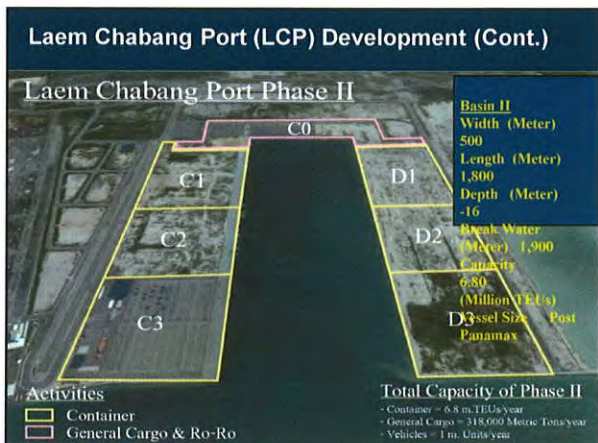 Laem Chabang Port (LCP) Development (Cont.)
Laem Chabang Port Phase II
C0
C1
C2
C3
D1
D2
D3
Basin II
Width (Meter)
500
Length (Meter)
1,800
Depth (Meter)
-16
Break Water
(Meter) 1,900
Capacity
6.80
(Million TEUs)
Vessel Size Post
Panamax
Activities
Container
General Cargo & Ro-Ro
Total Capacity of Phase II
- Container = 6.8 m.TEUs/year
- General Cargo = 318,000 Metric Tons/year
- Vehicles = 1 m. Units/year